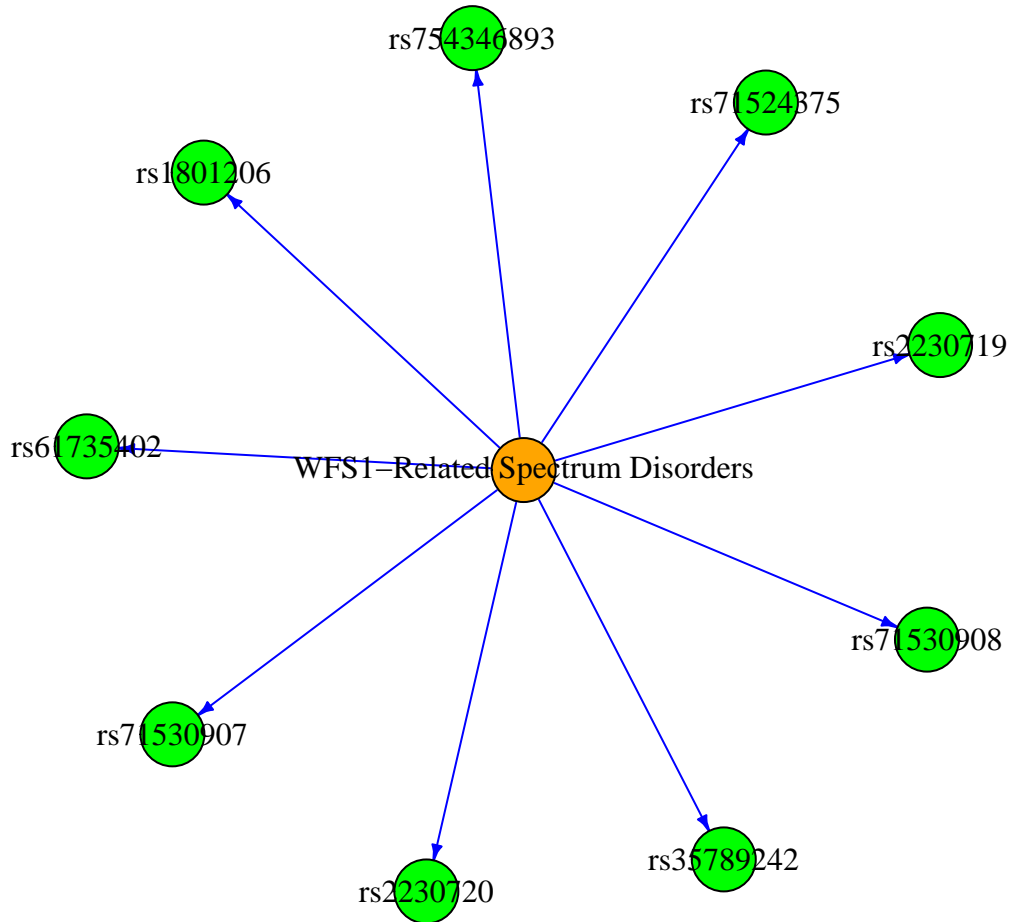 rs754346893
rs71524375
rs1801206
rs2230719
rs61735402
WFS1–Related Spectrum Disorders
rs71530908
rs71530907
rs35789242
rs2230720